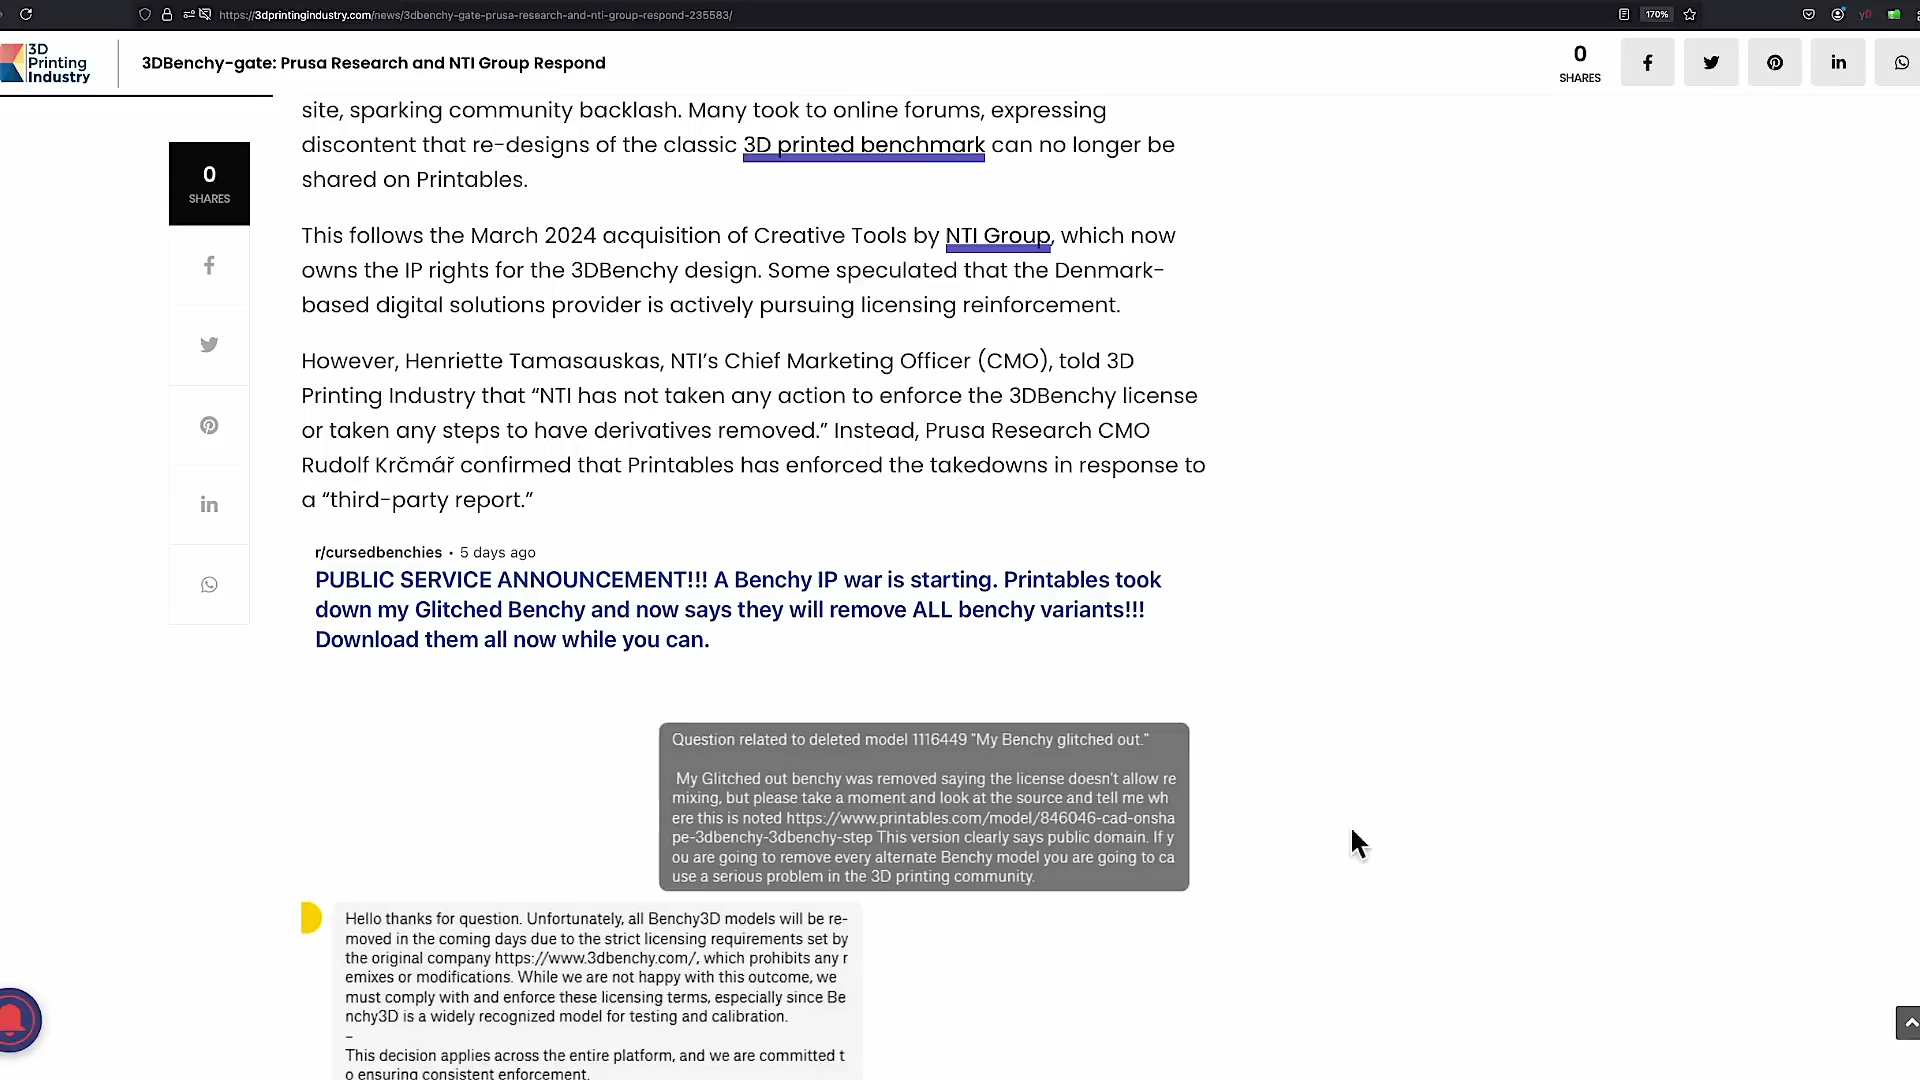 https://3dprintingindustry.com/news/3dbenchy-gate-prusa-research-and-nti-group-respond-235583/
170%
3D
Printing
Industry
3DBenchy-gate: Prusa Research and NTI Group Respond
0
SHARES
site, sparking community backlash. Many took to online forums, expressing
discontent that re-designs of the classic 3D printed benchmark can no longer be
shared on Printables.
0
SHARES
This follows the March 2024 acquisition of Creative Tools by NTI Group, which now
owns the IP rights for the 3DBenchy design. Some speculated that the Denmark-
based digital solutions provider is actively pursuing licensing reinforcement.
However, Henriette Tamasauskas, NTI’s Chief Marketing Officer (CMO), told 3D
Printing Industry that “NTI has not taken any action to enforce the 3DBenchy license
or taken any steps to have derivatives removed.” Instead, Prusa Research CMO
Rudolf Krčmář confirmed that Printables has enforced the takedowns in response to
a “third-party report.”
r/cursedbenchies • 5 days ago
PUBLIC SERVICE ANNOUNCEMENT!!! A Benchy IP war is starting. Printables took
down my Glitched Benchy and now says they will remove ALL benchy variants!!!
Download them all now while you can.
Question related to deleted model 1116449 "My Benchy glitched out."
My Glitched out benchy was removed saying the license doesn't allow re
mixing, but please take a moment and look at the source and tell me wh
ere this is noted https://www.printables.com/model/846046-cad-onsha
pe-3dbenchy-3dbenchy-step This version clearly says public domain. If y
ou are going to remove every alternate Benchy model you are going to ca
use a serious problem in the 3D printing community.
Hello thanks for question. Unfortunately, all Benchy3D models will be re-
moved in the coming days due to the strict licensing requirements set by
the original company https://www.3dbenchy.com/, which prohibits any r
emixes or modifications. While we are not happy with this outcome, we
must comply with and enforce these licensing terms, especially since Be
nchy3D is a widely recognized model for testing and calibration.
–
This decision applies across the entire platform, and we are committed t
o ensuring consistent enforcement.